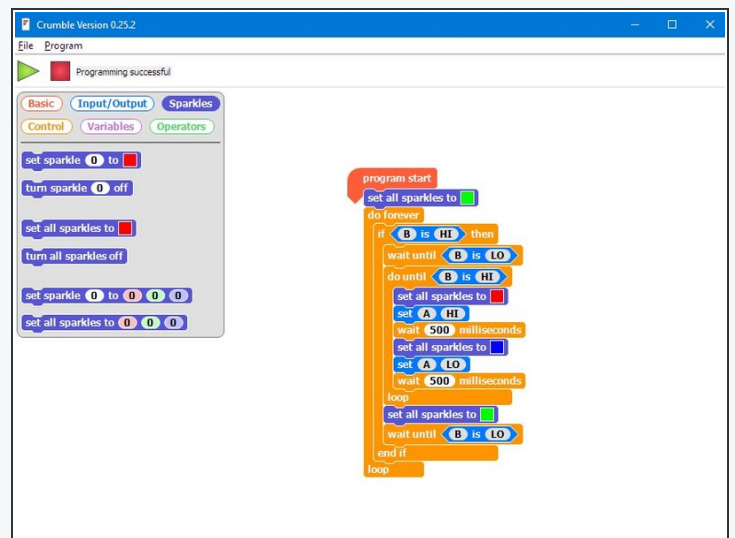 Crumble Version 0.25.2
File Program
Programming successful
Basic Input/Output Sparkles
Control Variables Operators
set sparkle 0 to
turn sparkle 0 off
set all sparkles to
turn all sparkles off
set sparkle 0 to 0 0 0
set all sparkles to 0 0 0
program start
set all sparkles to
do forever
if B is HI then
wait until B is LO
do until B is HI
set all sparkles to
set A HI
wait 500 milliseconds
set all sparkles to
set A LO
wait 500 milliseconds
loop
set all sparkles to
wait until B is LO
end if
loop